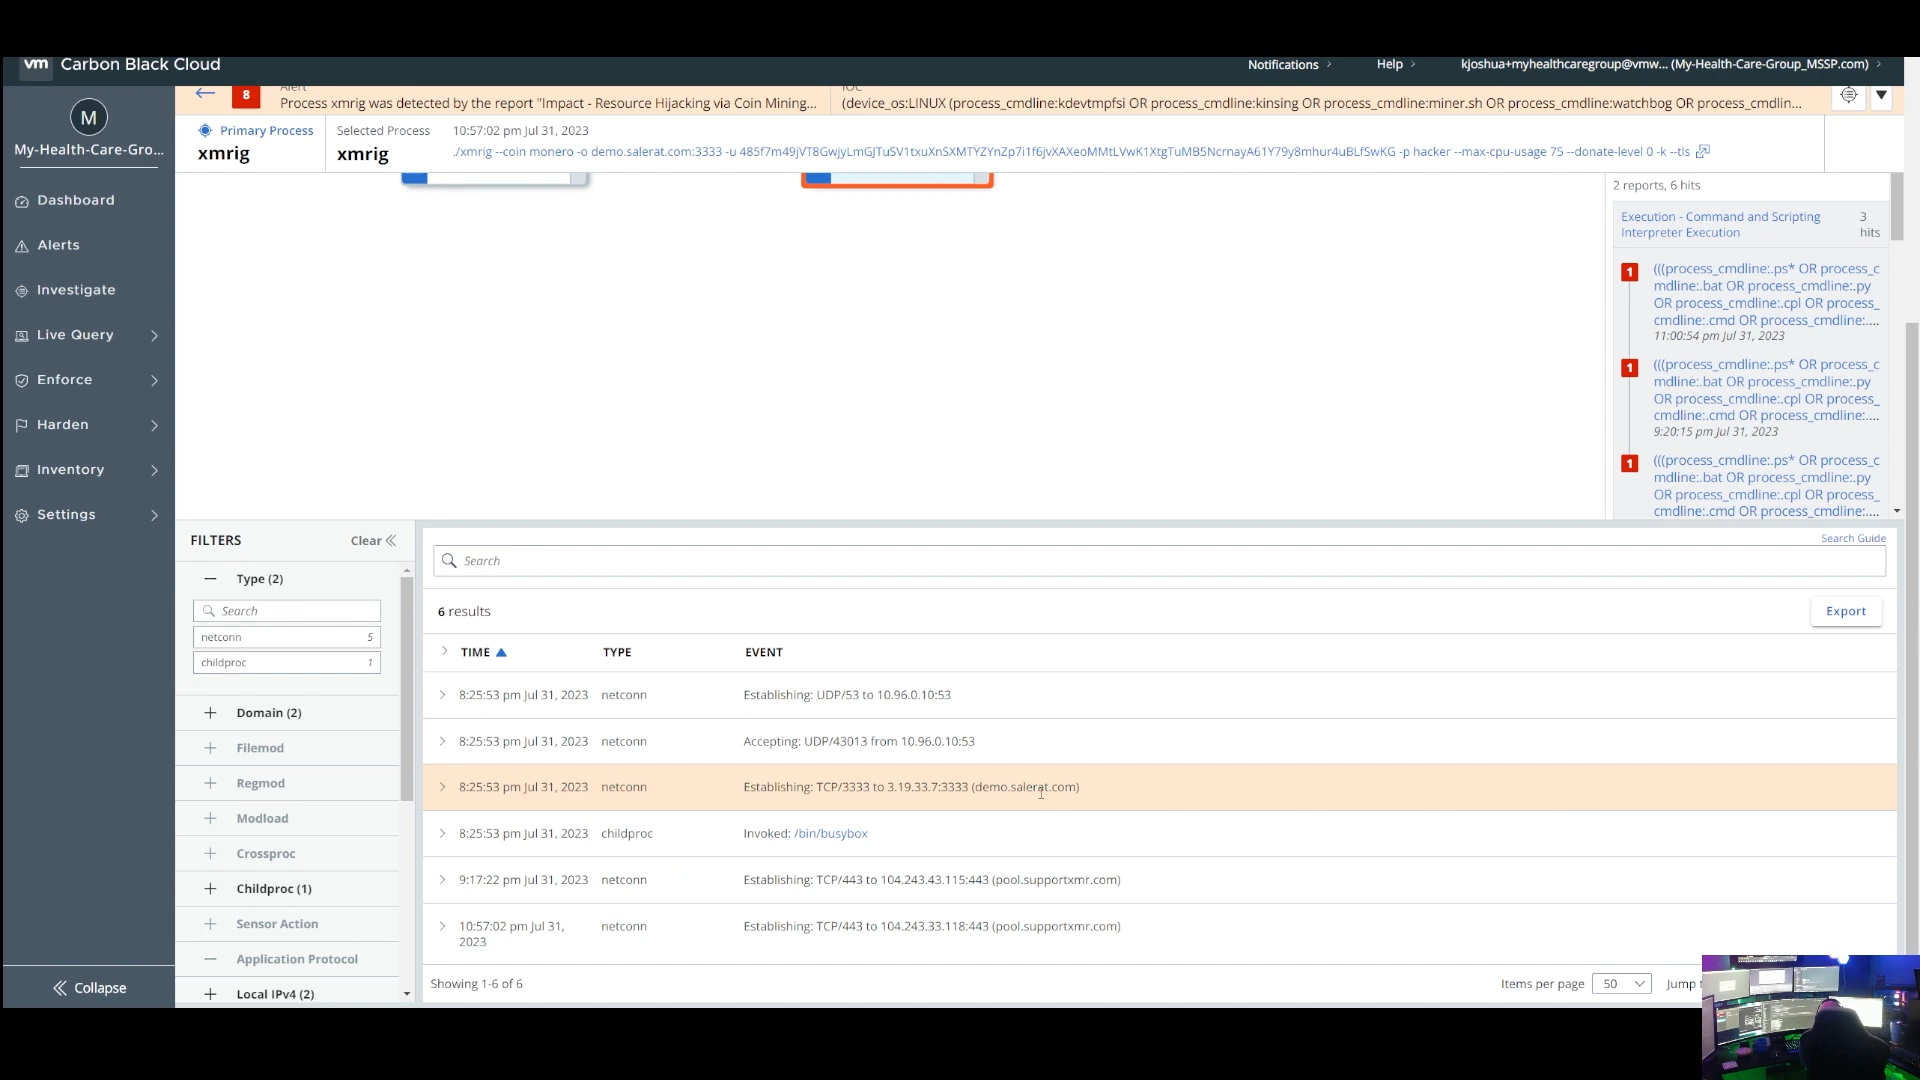 vm Carbon Black Cloud
Notifications
Help
kjoshua+myhealthcaregroup@vmw... (My-Health-Care-Group_MSSP.com)
M
My-Health-Care-Gro...
Dashboard
Alerts
Investigate
Live Query
Enforce
Harden
Inventory
Settings
Collapse
8
Alert
Process xmrig was detected by the report "Impact - Resource Hijacking via Coin Mining...
IOC
(device_os:LINUX (process_cmdline:kdevtmpfsi OR process_cmdline:kinsing OR process_cmdline:miner.sh OR process_cmdline:watchbog OR process_cmdlin...
Primary Process
xmrig
Selected Process
xmrig
10:57:02 pm Jul 31, 2023
./xmrig --coin monero -o demo.salerat.com:3333 -u 485f7m49jVT8GwjyLmGJTuSV1txuXnSXMTYZYnZp7i1f6jvXAXeoMMtLVwK1XtgTuMB5NcrnayA61Y79y8mhur4uBLfSwKG -p hacker --max-cpu-usage 75 --donate-level 0 -k --tls
2 reports, 6 hits
Execution - Command and Scripting
Interpreter Execution
3
hits
1
(((process_cmdline:.ps* OR process_c
mdline:.bat OR process_cmdline:.py
OR process_cmdline:.cpl OR process_
cmdline:.cmd OR process_cmdline:....
11:00:54 pm Jul 31, 2023
1
(((process_cmdline:.ps* OR process_c
mdline:.bat OR process_cmdline:.py
OR process_cmdline:.cpl OR process_
cmdline:.cmd OR process_cmdline:....
9:20:15 pm Jul 31, 2023
1
(((process_cmdline:.ps* OR process_c
mdline:.bat OR process_cmdline:.py
OR process_cmdline:.cpl OR process_
cmdline:.cmd OR process_cmdline:....
FILTERS
Clear
Type (2)
Search
netconn 5
childproc 1
Domain (2)
Filemod
Regmod
Modload
Crossproc
Childproc (1)
Sensor Action
Application Protocol
Local IPv4 (2)
Search Guide
Search
6 results
Export
TIME TYPE EVENT
8:25:53 pm Jul 31, 2023 netconn Establishing: UDP/53 to 10.96.0.10:53
8:25:53 pm Jul 31, 2023 netconn Accepting: UDP/43013 from 10.96.0.10:53
8:25:53 pm Jul 31, 2023 netconn Establishing: TCP/3333 to 3.19.33.7:3333 (demo.salerat.com)
8:25:53 pm Jul 31, 2023 childproc Invoked: /bin/busybox
9:17:22 pm Jul 31, 2023 netconn Establishing: TCP/443 to 104.243.43.115:443 (pool.supportxmr.com)
10:57:02 pm Jul 31, netconn Establishing: TCP/443 to 104.243.33.118:443 (pool.supportxmr.com)
2023
Showing 1-6 of 6
Items per page 50
Jump t